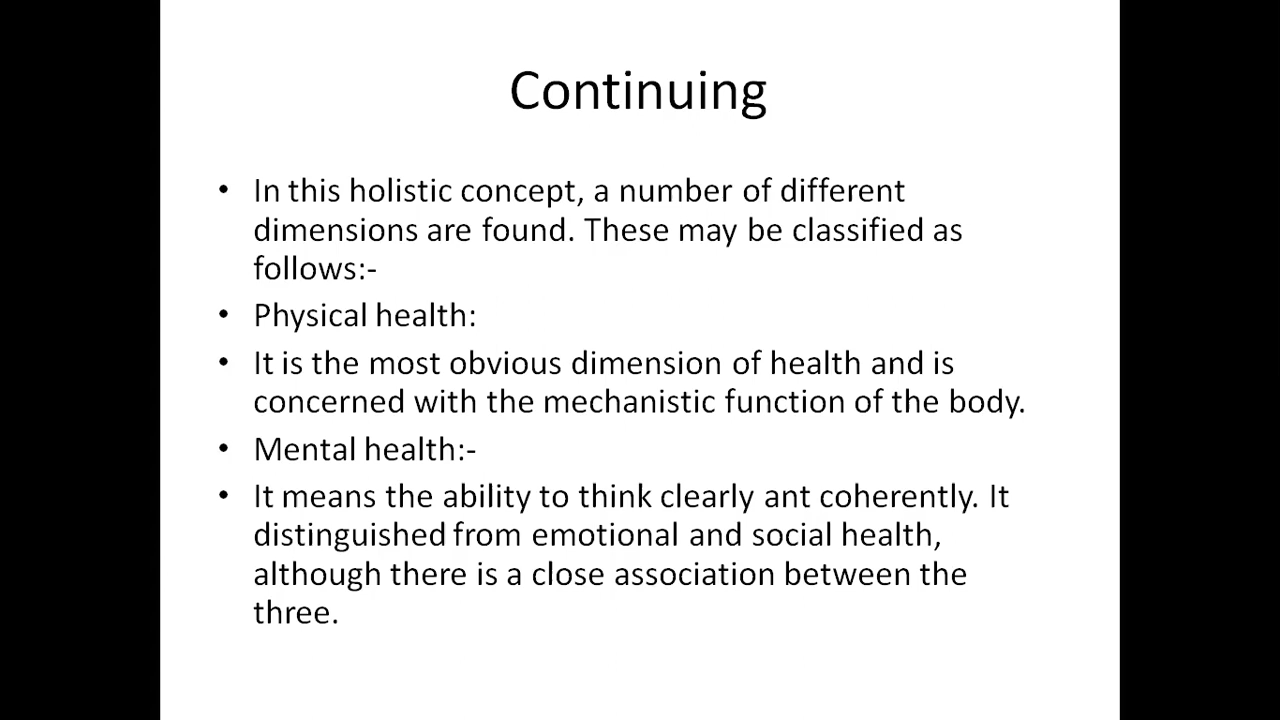 Continuing
• In this holistic concept, a number of different
dimensions are found. These may be classified as
follows:-
• Physical health:
• It is the most obvious dimension of health and is
concerned with the mechanistic function of the body.
• Mental health:-
• It means the ability to think clearly ant coherently. It
distinguished from emotional and social health,
although there is a close association between the
three.